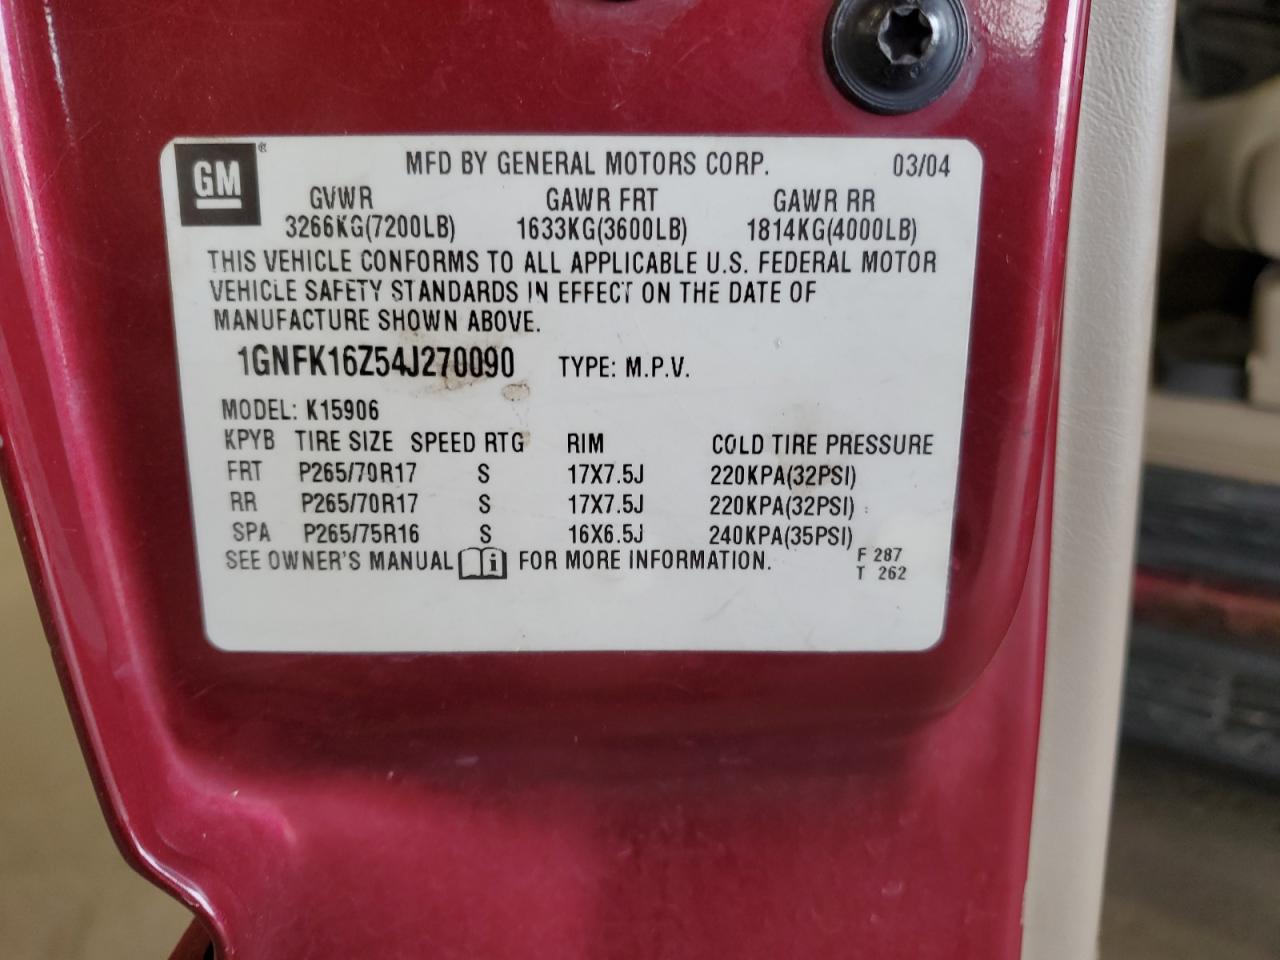 GM ® MFD BY GENERAL MOTORS CORP. 03/04
GVWR GAWR FRT GAWR RR
3266KG(7200LB) 1633KG(3600LB) 1814KG(4000LB)
THIS VEHICLE CONFORMS TO ALL APPLICABLE U.S. FEDERAL MOTOR
VEHICLE SAFETY STANDARDS IN EFFECT ON THE DATE OF
MANUFACTURE SHOWN ABOVE.
1GNFK16Z54J270090 TYPE: M.P.V.
MODEL: K15906
KPYB TIRE SIZE SPEED RTG RIM COLD TIRE PRESSURE
FRT P265/70R17 S 17X7.5J 220KPA(32PSI)
RR P265/70R17 S 17X7.5J 220KPA(32PSI)
SPA P265/75R16 S 16X6.5J 240KPA(35PSI)
SEE OWNER'S MANUAL i FOR MORE INFORMATION. F 287
T 262